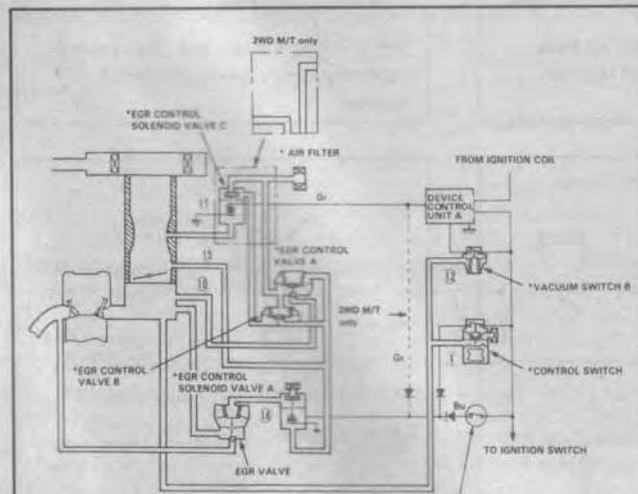 2WD M/T only
*EGR CONTROL
SOLENOID VALVE C
* AIR FILTER
FROM IGNITION COIL
Gr
DEVICE
CONTROL
UNIT A
11
15
*EGR CONTROL
VALVE A
10
12
*VACUUM SWITCH B
2WD M/T
only
*EGR CONTROL
VALVE B
Gr
1
*CONTROL SWITCH
*EGR CONTROL
SOLENOID VALVE A
16
Bu
TO IGNITION SWITCH
EGR VALVE